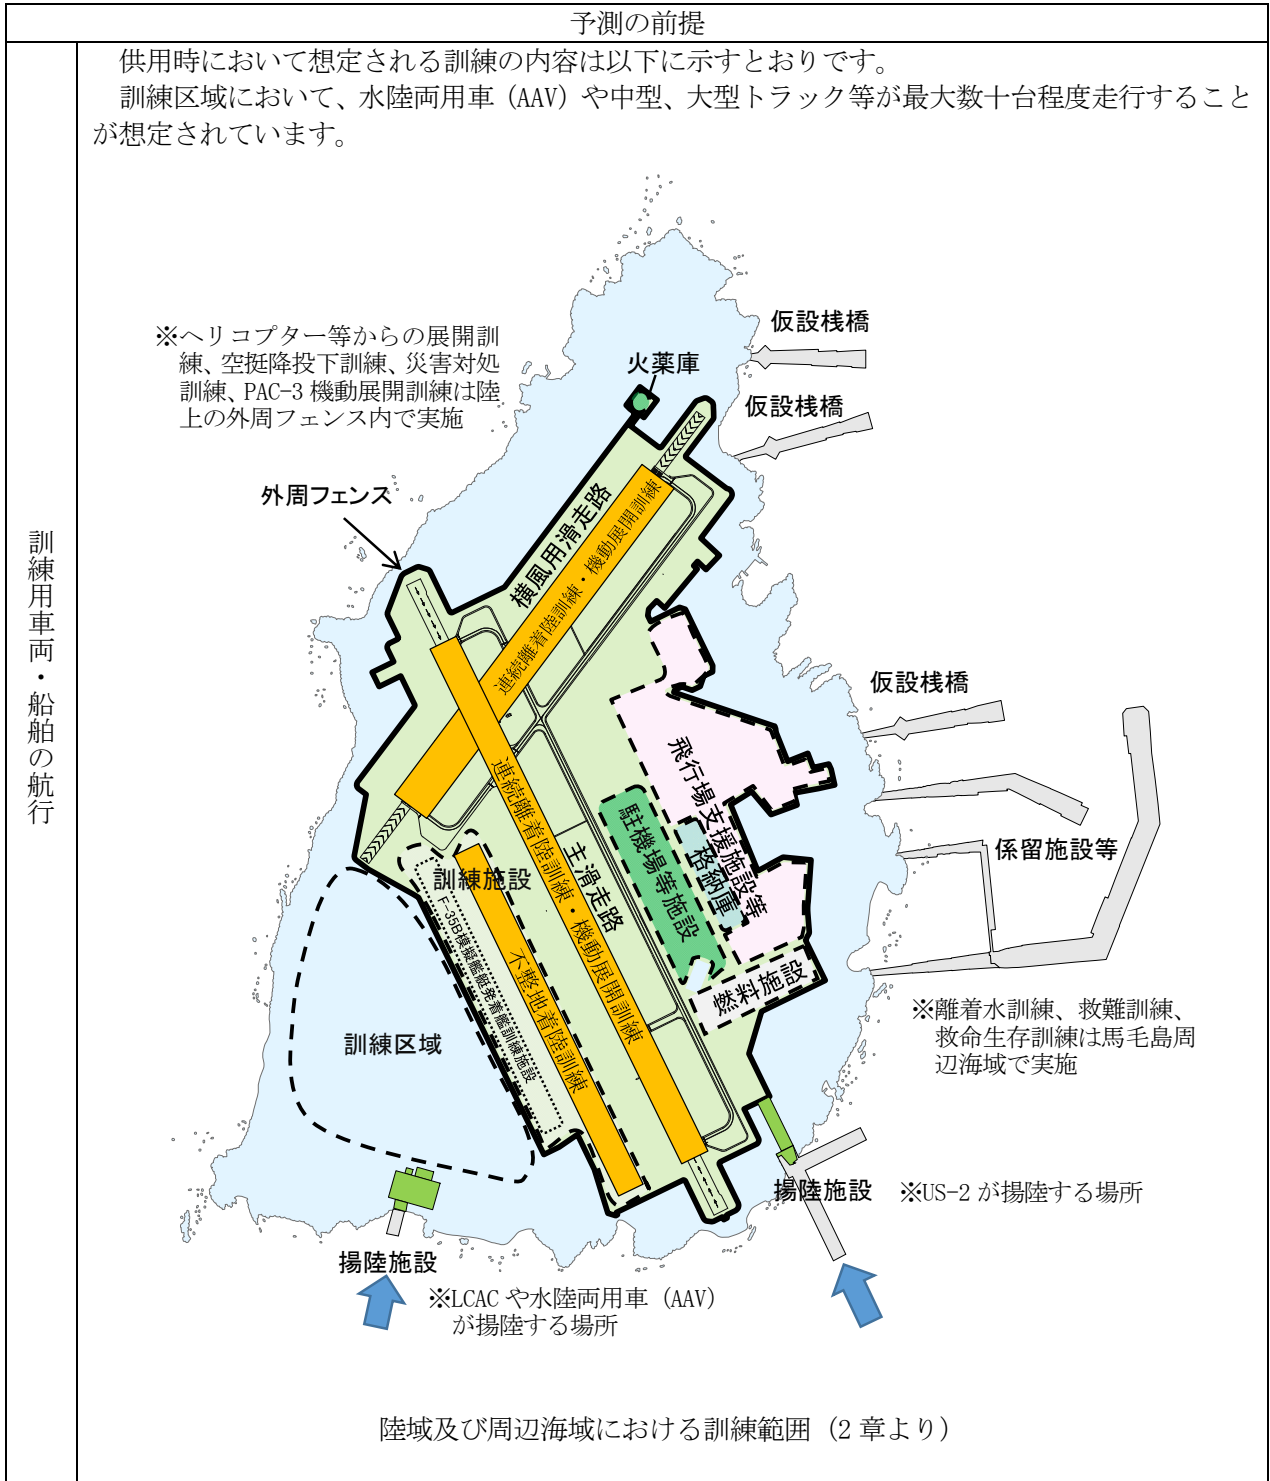 予測の前提
訓練用車両・船舶の航行
供用時において想定される訓練の内容は以下に示すとおりです。
訓練区域において、水陸両用車（AAV）や中型、大型トラック等が最大数十台程度走行すること
が想定されています。
仮設桟橋
※ヘリコプター等からの展開訓
練、空挺降投下訓練、災害対処
訓練、PAC-3 機動展開訓練は陸
上の外周フェンス内で実施
火薬庫
仮設桟橋
外周フェンス
横風用滑走路
連続離着陸訓練・機動展開訓練
仮設桟橋
飛行場支援施設等
連続離着陸訓練・機動展開訓練
主滑走路
駐機場等施設
格納庫
係留施設等
訓練施設
F-35B模擬艦艇発着艦訓練施設
不整地着陸訓練
燃料施設
訓練区域
※離着水訓練、救難訓練、
救命生存訓練は馬毛島周
辺海域で実施
揚陸施設
※US-2 が揚陸する場所
揚陸施設
※LCAC や水陸両用車（AAV）
が揚陸する場所
陸域及び周辺海域における訓練範囲（2 章より）